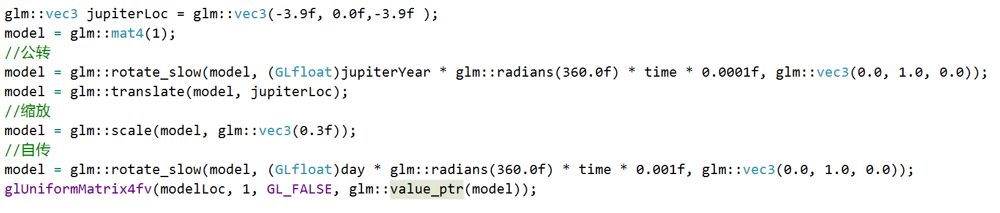 glm::vec3 jupiterLoc = glm::vec3(-3.9f, 0.0f,-3.9f );
model = glm::mat4(1);
//公转
model = glm::rotate_slow(model, (GLfloat)jupiterYear * glm::radians(360.0f) * time * 0.0001f, glm::vec3(0.0, 1.0, 0.0));
model = glm::translate(model, jupiterLoc);
//缩放
model = glm::scale(model, glm::vec3(0.3f));
//自传
model = glm::rotate_slow(model, (GLfloat)day * glm::radians(360.0f) * time * 0.001f, glm::vec3(0.0, 1.0, 0.0));
glUniformMatrix4fv(modelLoc, 1, GL_FALSE, glm::value_ptr(model));